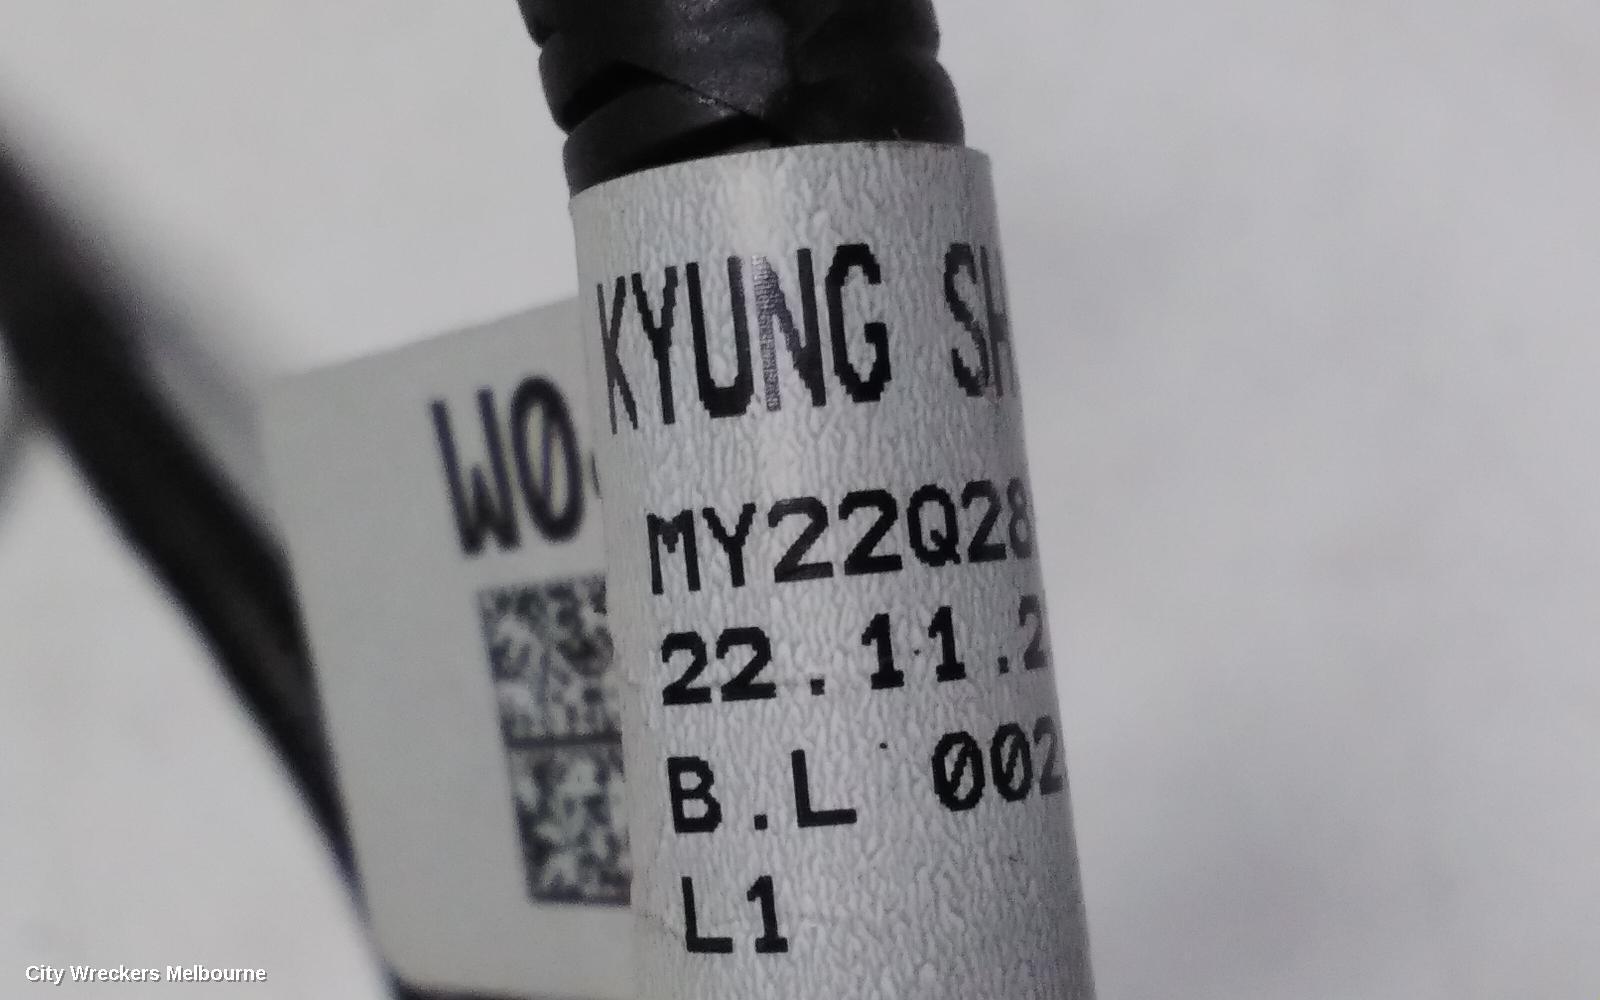 KYUNG SH
W0
MY22Q28
22.11.2
B.L 002
L1
City Wreckers Melbourne